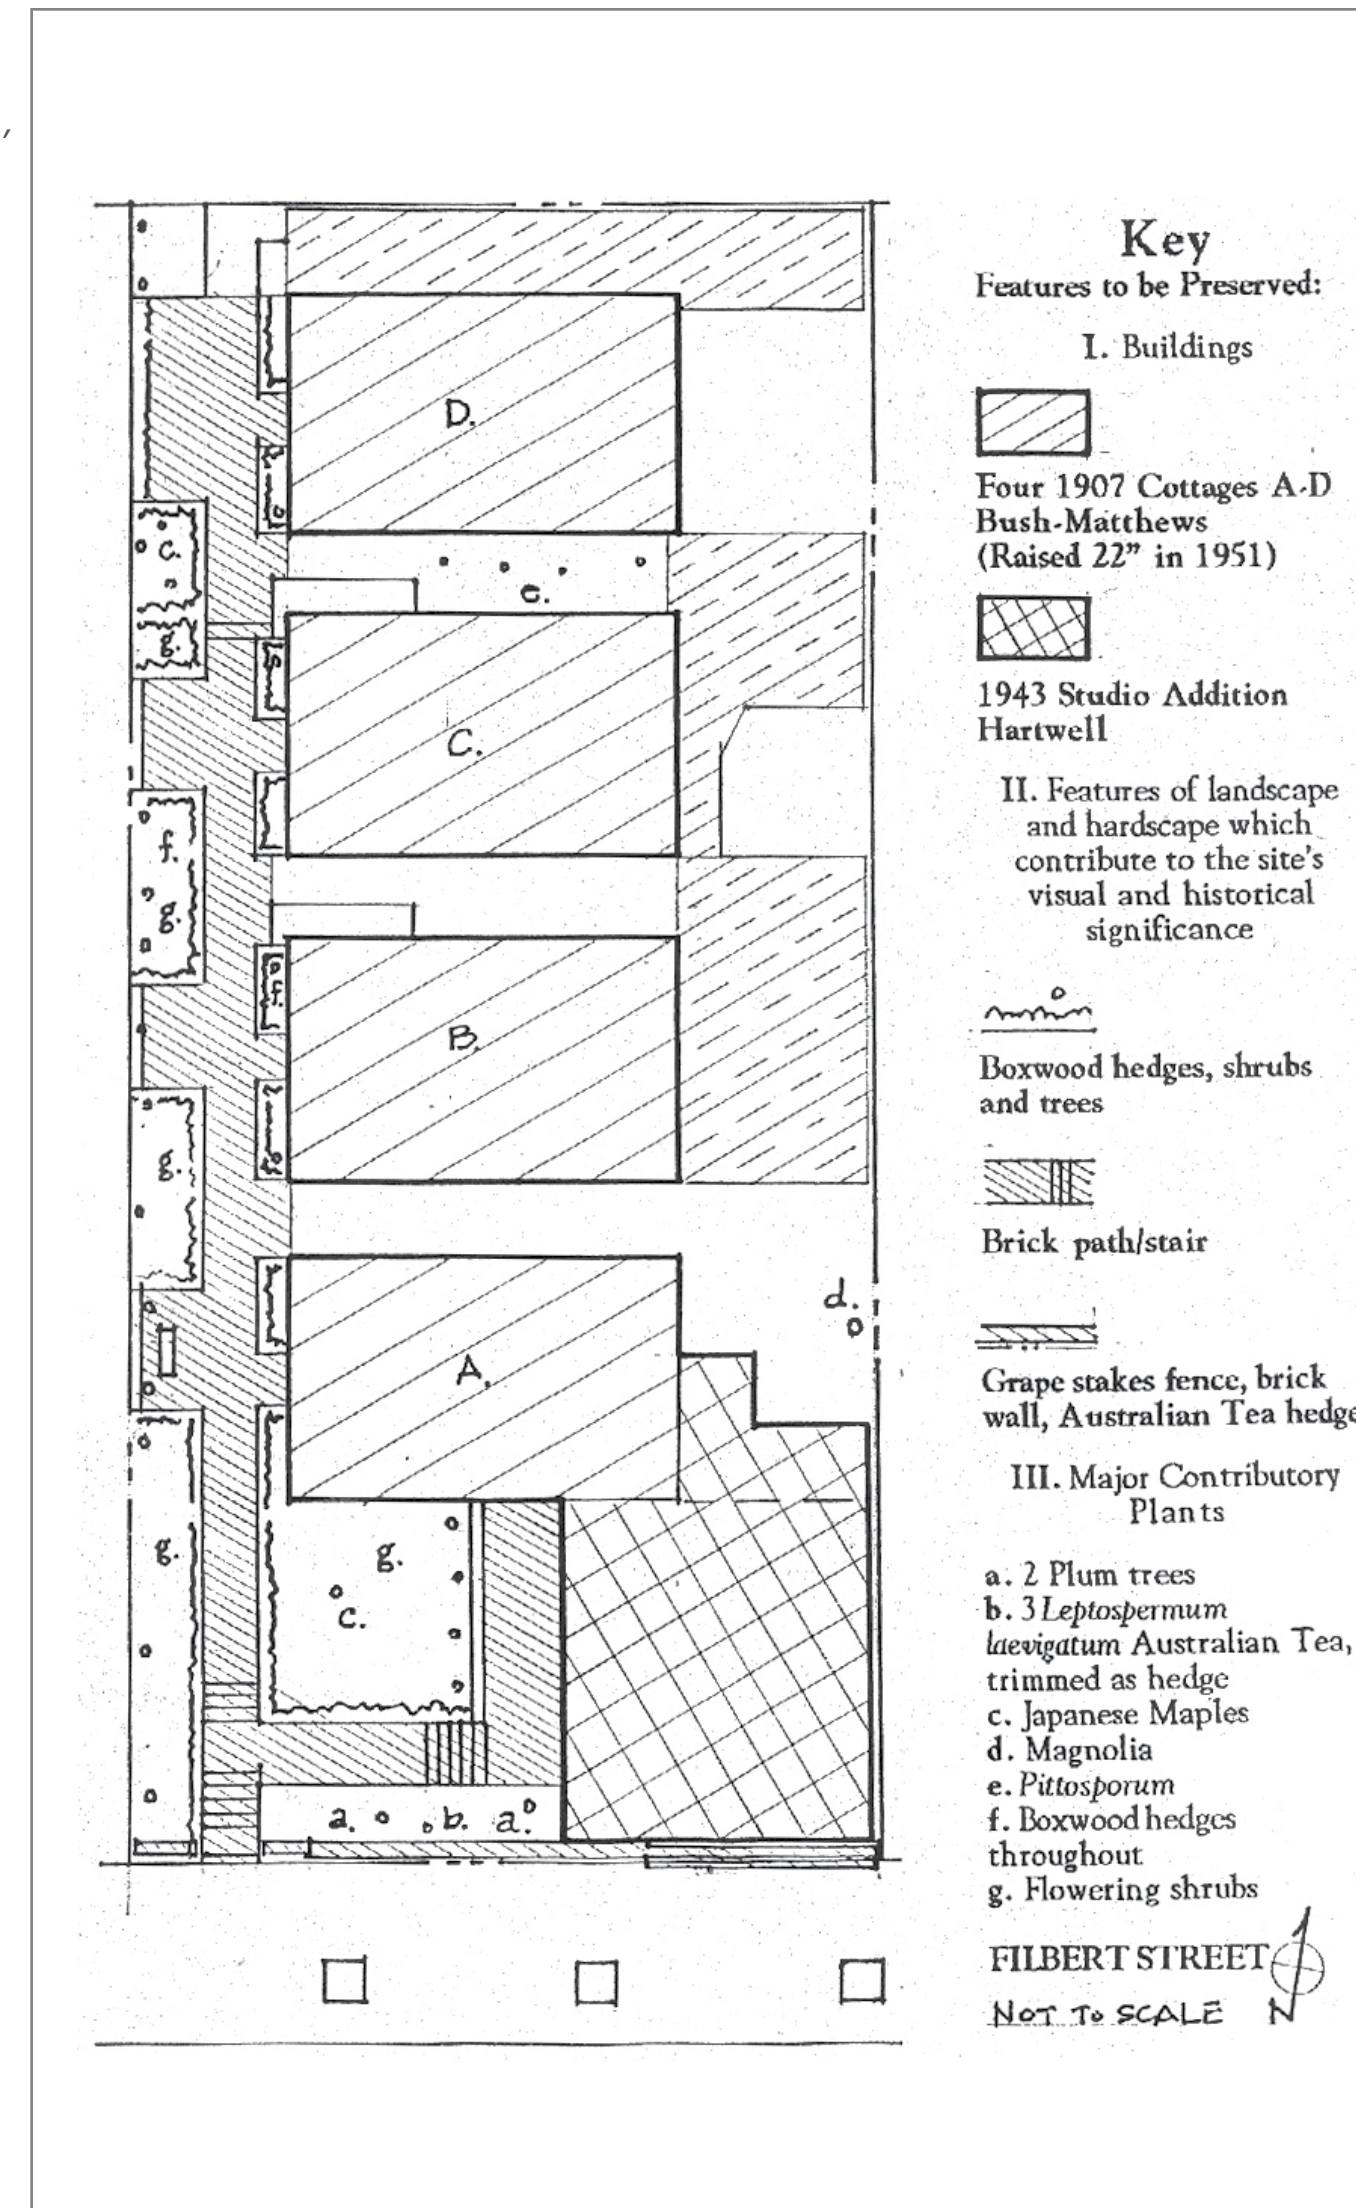 D.
c.
e.
g.
C.
f.
g.
f.
B.
g.
d.
A.
g.
g.
c.
a.
b.
a.
Key
Features to be Preserved:
I. Buildings
Four 1907 Cottages A-D
Bush-Matthews
(Raised 22” in 1951)
1943 Studio Addition
Hartwell
II. Features of landscape
and hardscape which
contribute to the site’s
visual and historical
significance
Boxwood hedges, shrubs
and trees
Brick path/stair
Grape stakes fence, brick
wall, Australian Tea hedge
III. Major Contributory
Plants
a. 2 Plum trees
b. 3 Leptospermum
laevigatum Australian Tea,
trimmed as hedge
c. Japanese Maples
d. Magnolia
e. Pittosporum
f. Boxwood hedges
throughout
g. Flowering shrubs
FILBERT STREET
NOT To SCALE
N